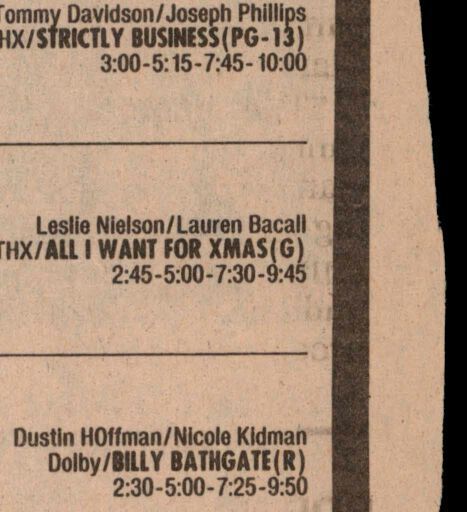 Tommy Davidson/Joseph Phillips
THX/STRICTLY BUSINESS(PG-13)
3:00-5:15-7:45-10:00
Leslie Nielson/Lauren Bacall
THX/ALL I WANT FOR XMAS(G)
2:45-5:00-7:30-9:45
Dustin HOffman/Nicole Kidman
Dolby/BILLY BATHGATE(R)
2:30-5:00-7:25-9:50